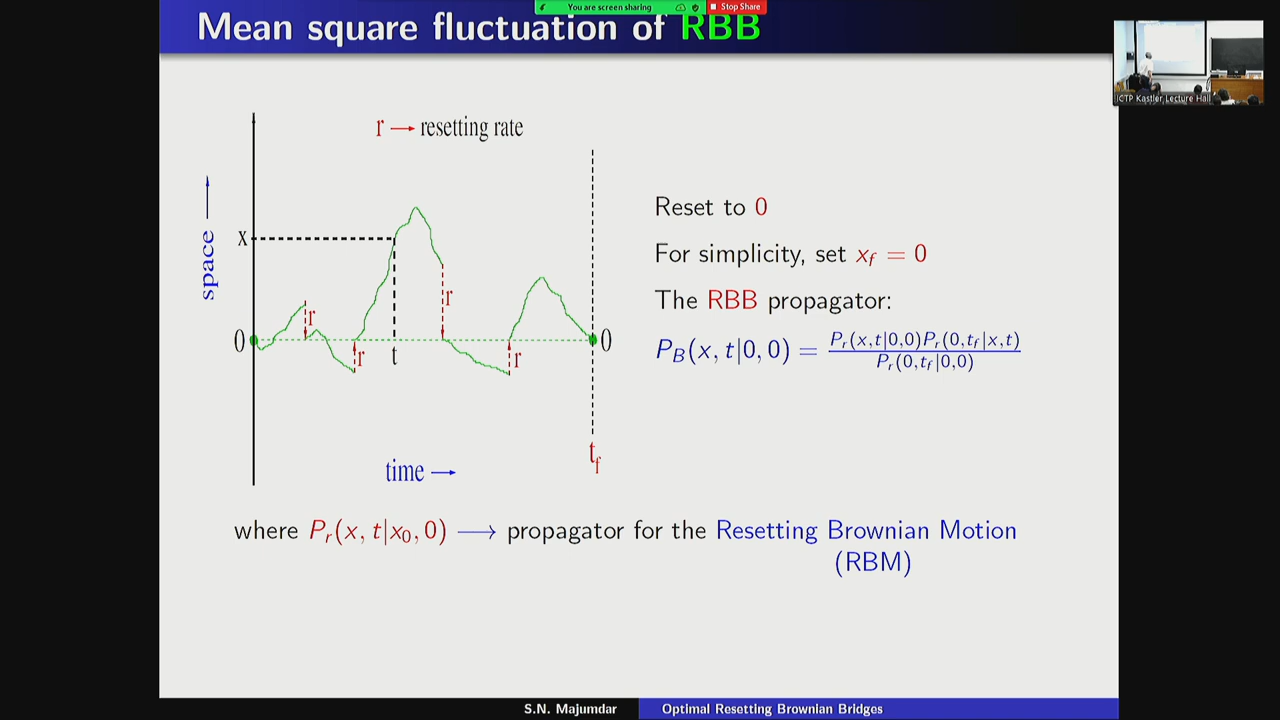 You are screen sharing
Stop Share
Mean square fluctuation of RBB
ICTP Kastler Lecture Hall
r → resetting rate
space →
x
0
r
r
t
r
r
0
t_f
time →
Reset to 0
For simplicity, set x_f = 0
The RBB propagator:
P_B(x, t|0, 0) = P_r(x,t|0,0)P_r(0,t_f|x,t) / P_r(0,t_f|0,0)
where P_r(x, t|x_0, 0) → propagator for the Resetting Brownian Motion
(RBM)
S.N. Majumdar
Optimal Resetting Brownian Bridges